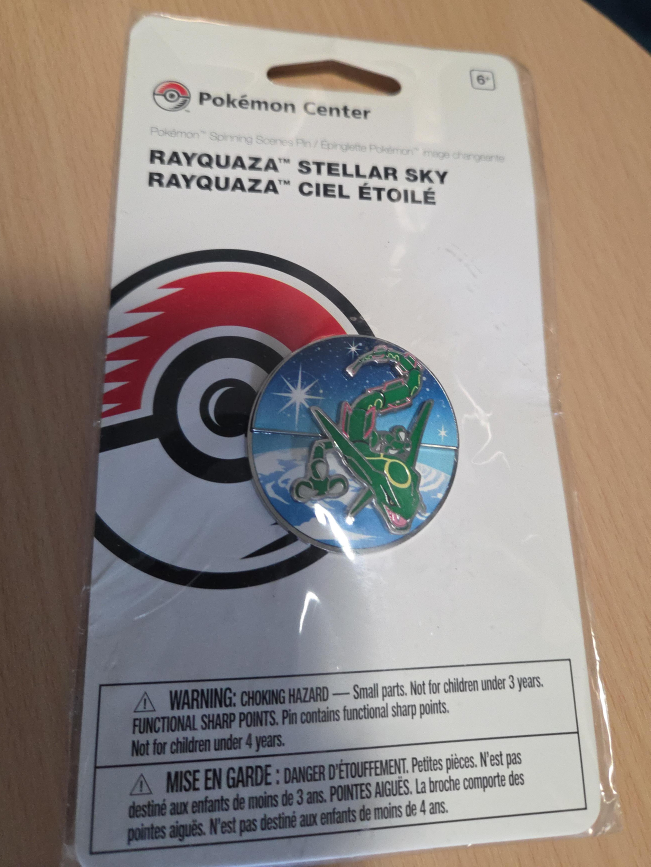 6+
Pokémon Center
Pokémon™ Spinning Scenes Pin / Épinglette Pokémon™ image changeante
RAYQUAZA™ STELLAR SKY
RAYQUAZA™ CIEL ÉTOILÉ
WARNING: CHOKING HAZARD — Small parts. Not for children under 3 years.
FUNCTIONAL SHARP POINTS. Pin contains functional sharp points.
Not for children under 4 years.
MISE EN GARDE : DANGER D'ÉTOUFFEMENT. Petites pièces. N'est pas
destiné aux enfants de moins de 3 ans. POINTES AIGUËS. La broche comporte des
pointes aiguës. N'est pas destiné aux enfants de moins de 4 ans.